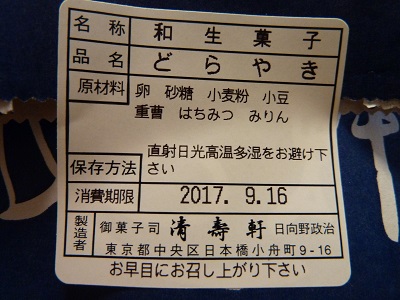 名称 和生菓子
品名 どらやき
原材料 卵 砂糖 小麦粉 小豆
重曹 はちみつ みりん
保存方法 直射日光高温多湿をお避け下
さい
消費期限 2017. 9.16
製造者 御菓子司 清壽軒 日向野政治
東京都中央区日本橋小舟町9-16
お早目にお召し上がり下さい